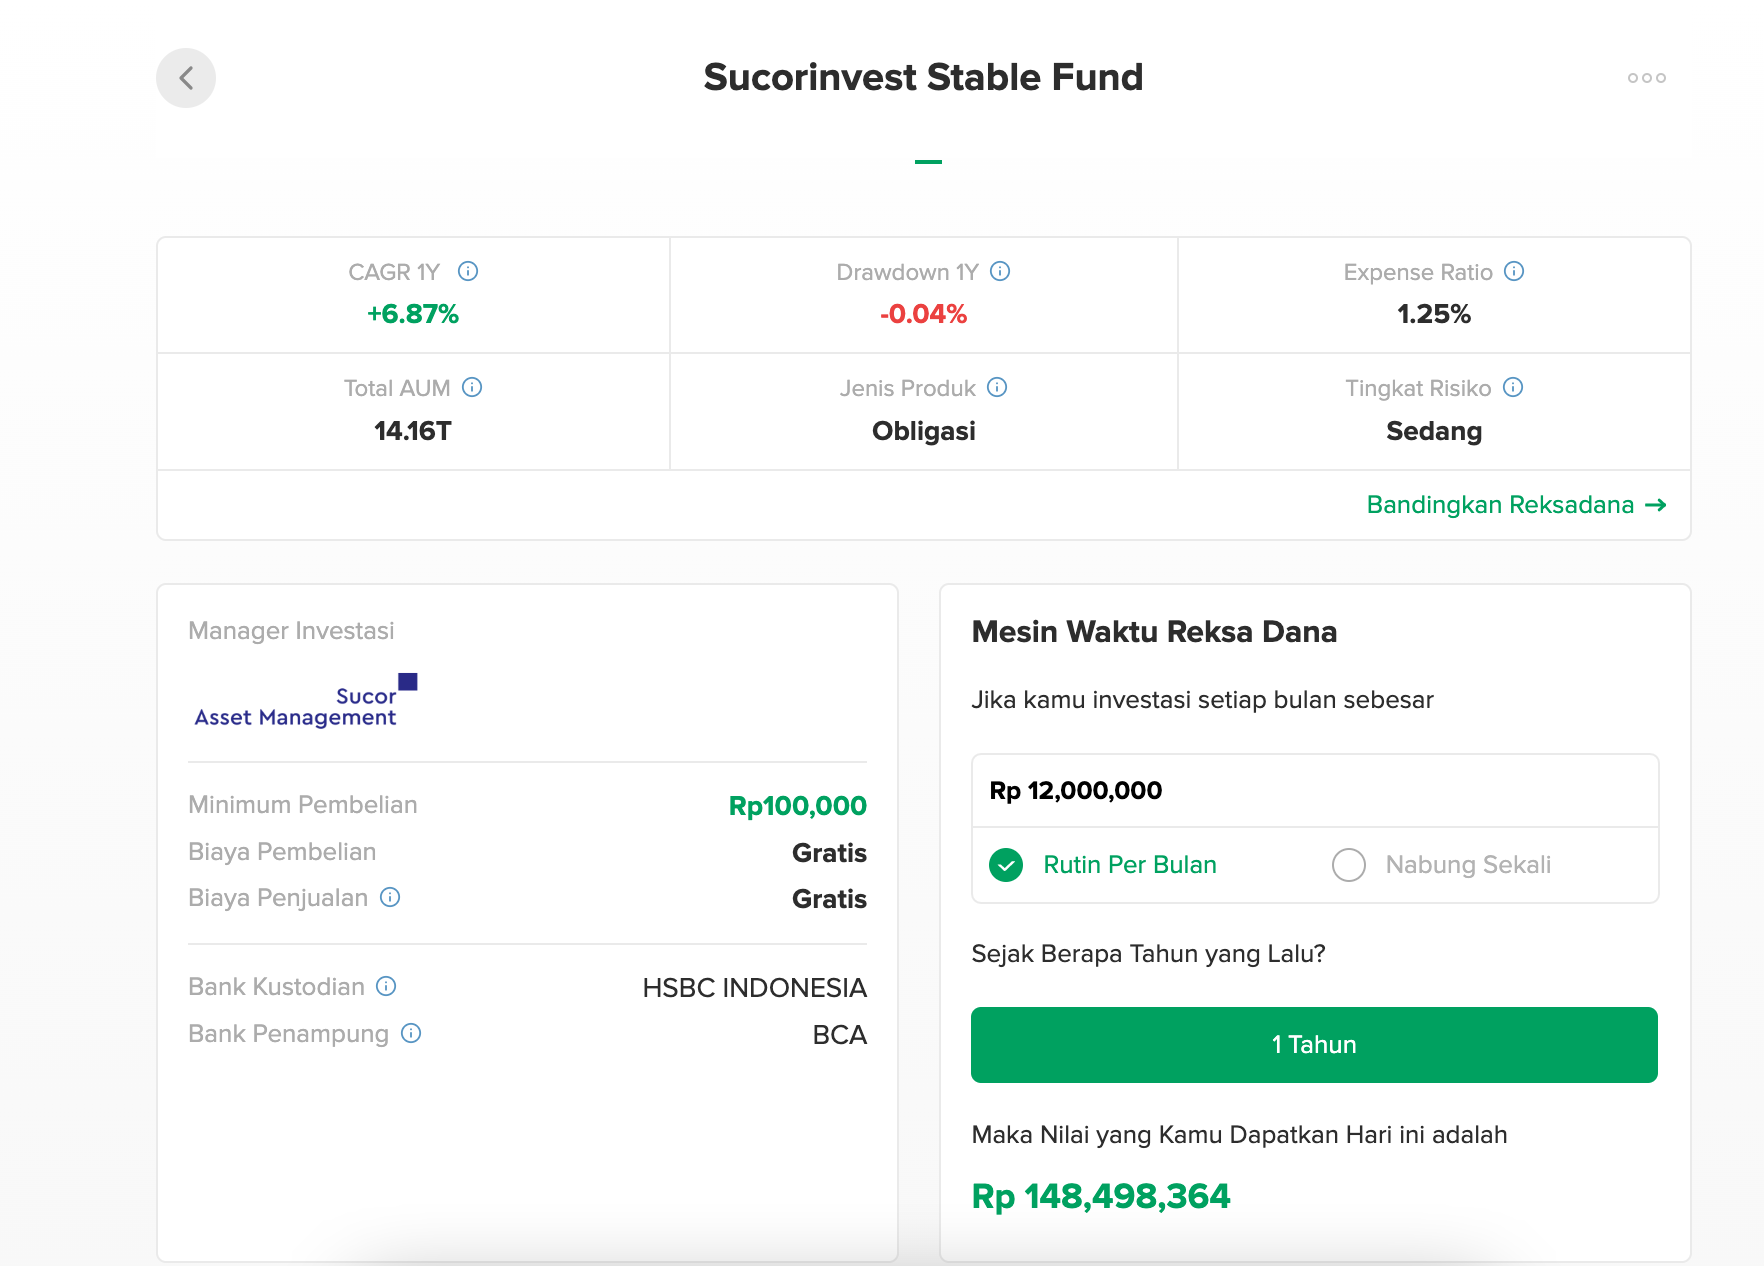 Sucorinvest Stable Fund
CAGR 1Y
+6.87%
Drawdown 1Y
-0.04%
Expense Ratio
1.25%
Total AUM
14.16T
Jenis Produk
Obligasi
Tingkat Risiko
Sedang
Bandingkan Reksadana →
Manager Investasi
Sucor
Asset Management
Minimum Pembelian Rp100,000
Biaya Pembelian Gratis
Biaya Penjualan Gratis
Bank Kustodian HSBC INDONESIA
Bank Penampung BCA
Mesin Waktu Reksa Dana
Jika kamu investasi setiap bulan sebesar
Rp 12,000,000
Rutin Per Bulan Nabung Sekali
Sejak Berapa Tahun yang Lalu?
1 Tahun
Maka Nilai yang Kamu Dapatkan Hari ini adalah
Rp 148,498,364